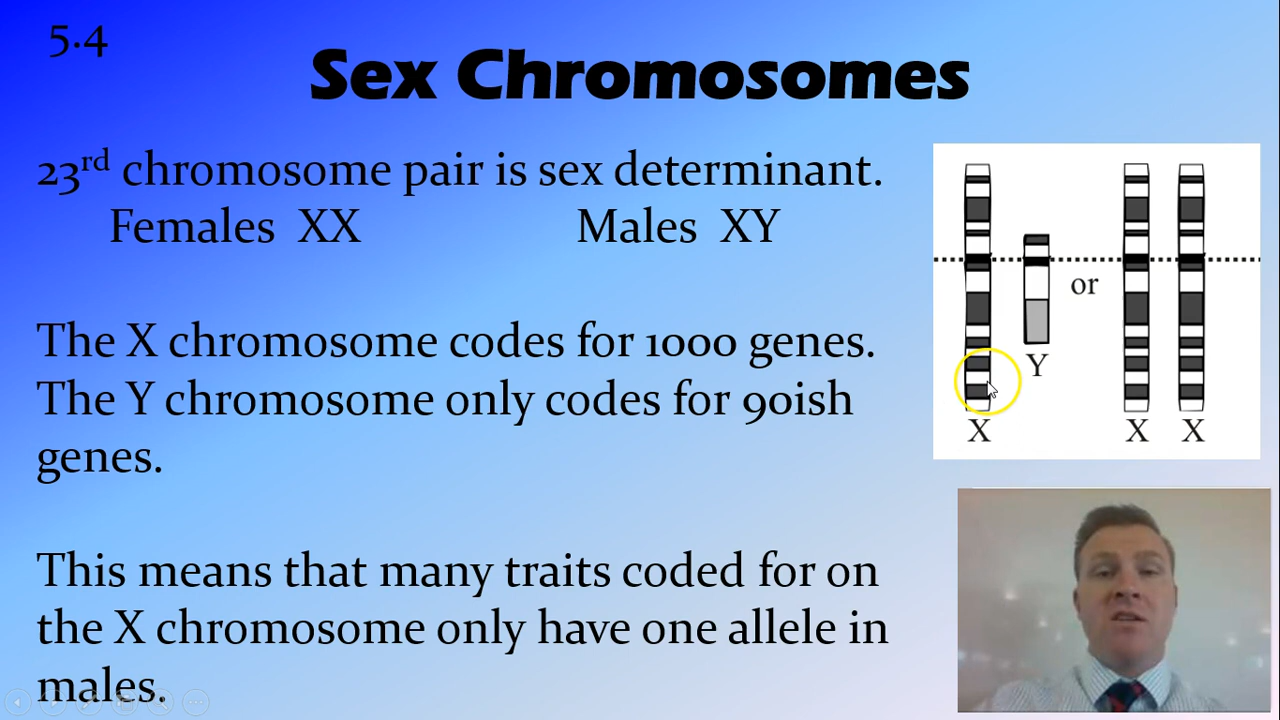 5.4
Sex Chromosomes
23rd chromosome pair is sex determinant.
Females XX Males XY
The X chromosome codes for 1000 genes.
The Y chromosome only codes for 90ish
genes.
This means that many traits coded for on
the X chromosome only have one allele in
males.
or
Y
X
X X